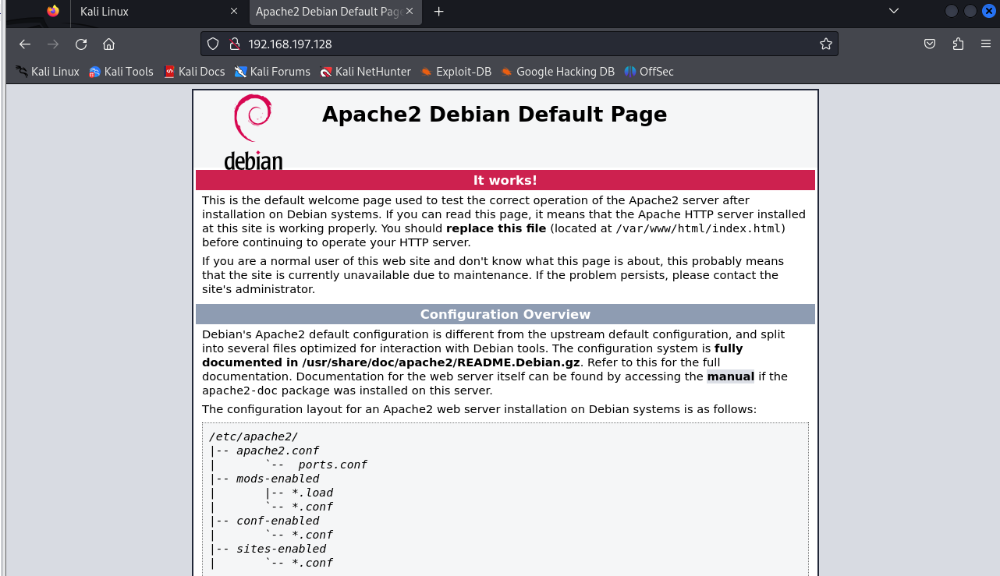 Kali Linux
Apache2 Debian Default Page
192.168.197.128
Kali Linux Kali Tools Kali Docs Kali Forums Kali NetHunter Exploit-DB Google Hacking DB OffSec
debian
Apache2 Debian Default Page
It works!
This is the default welcome page used to test the correct operation of the Apache2 server after
installation on Debian systems. If you can read this page, it means that the Apache HTTP server installed
at this site is working properly. You should replace this file (located at /var/www/html/index.html)
before continuing to operate your HTTP server.
If you are a normal user of this web site and don't know what this page is about, this probably means
that the site is currently unavailable due to maintenance. If the problem persists, please contact the
site's administrator.
Configuration Overview
Debian's Apache2 default configuration is different from the upstream default configuration, and split
into several files optimized for interaction with Debian tools. The configuration system is fully
documented in /usr/share/doc/apache2/README.Debian.gz. Refer to this for the full
documentation. Documentation for the web server itself can be found by accessing the manual if the
apache2-doc package was installed on this server.
The configuration layout for an Apache2 web server installation on Debian systems is as follows:
/etc/apache2/
|-- apache2.conf
|       `--  ports.conf
|-- mods-enabled
|       |-- *.load
|       `-- *.conf
|-- conf-enabled
|       `-- *.conf
|-- sites-enabled
|       `-- *.conf